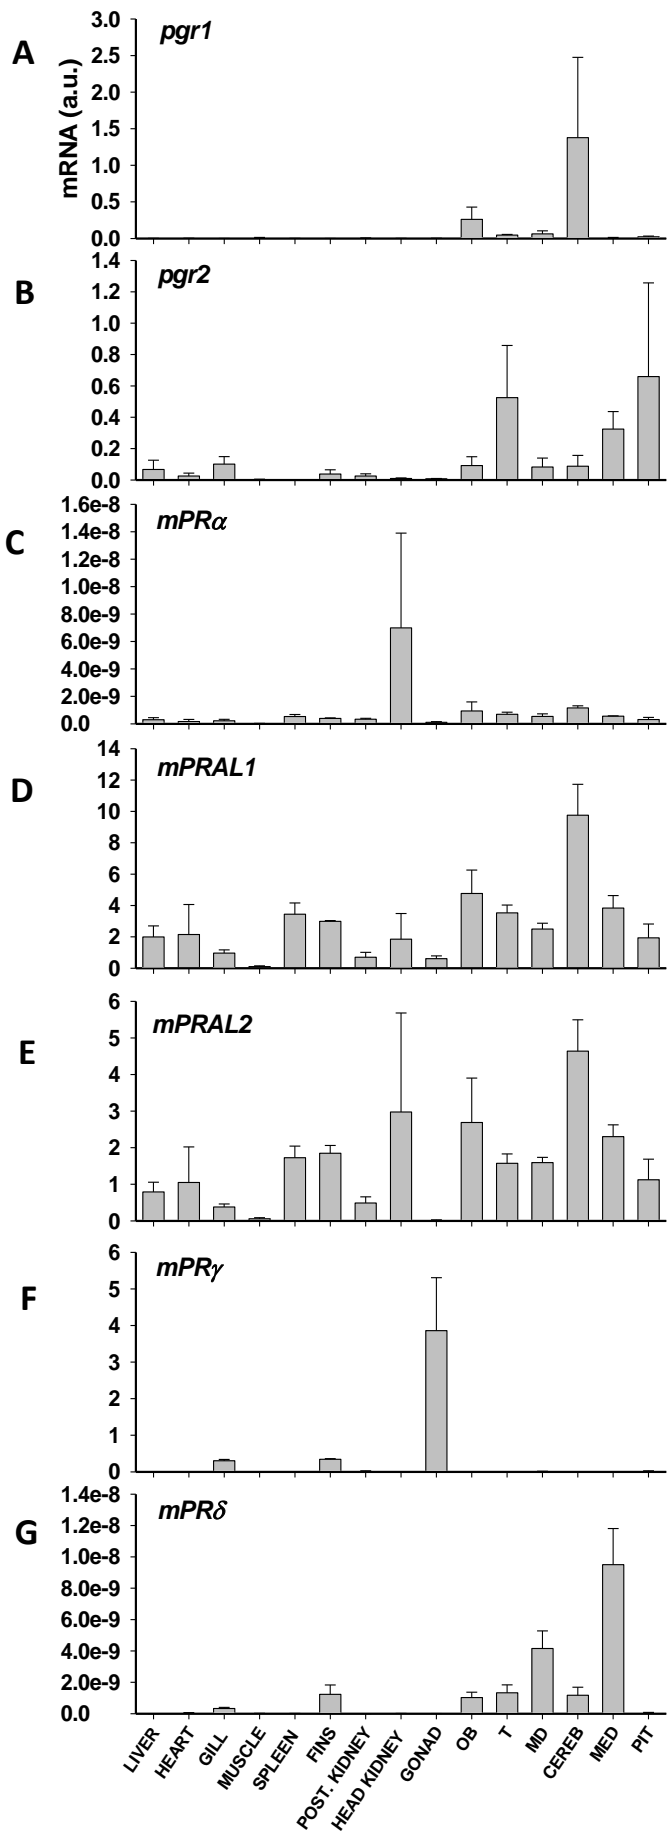 A
pgr1
mRNA (a.u.)
3.0
2.5
2.0
1.5
1.0
0.5
0.0
B
pgr2
1.4
1.2
1.0
0.8
0.6
0.4
0.2
0.0
C
mPRα
1.6e-8
1.4e-8
1.2e-8
1.0e-8
8.0e-9
6.0e-9
4.0e-9
2.0e-9
0.0
D
mPRAL1
14
12
10
8
6
4
2
0
E
mPRAL2
6
5
4
3
2
1
0
F
mPRγ
6
5
4
3
2
1
0
G
mPRδ
1.4e-8
1.2e-8
1.0e-8
8.0e-9
6.0e-9
4.0e-9
2.0e-9
0.0
LIVER
HEART
GILL
MUSCLE
SPLEEN
FINS
POST. KIDNEY
HEAD KIDNEY
GONAD
OB
T
MD
CEREB
MED
PIT